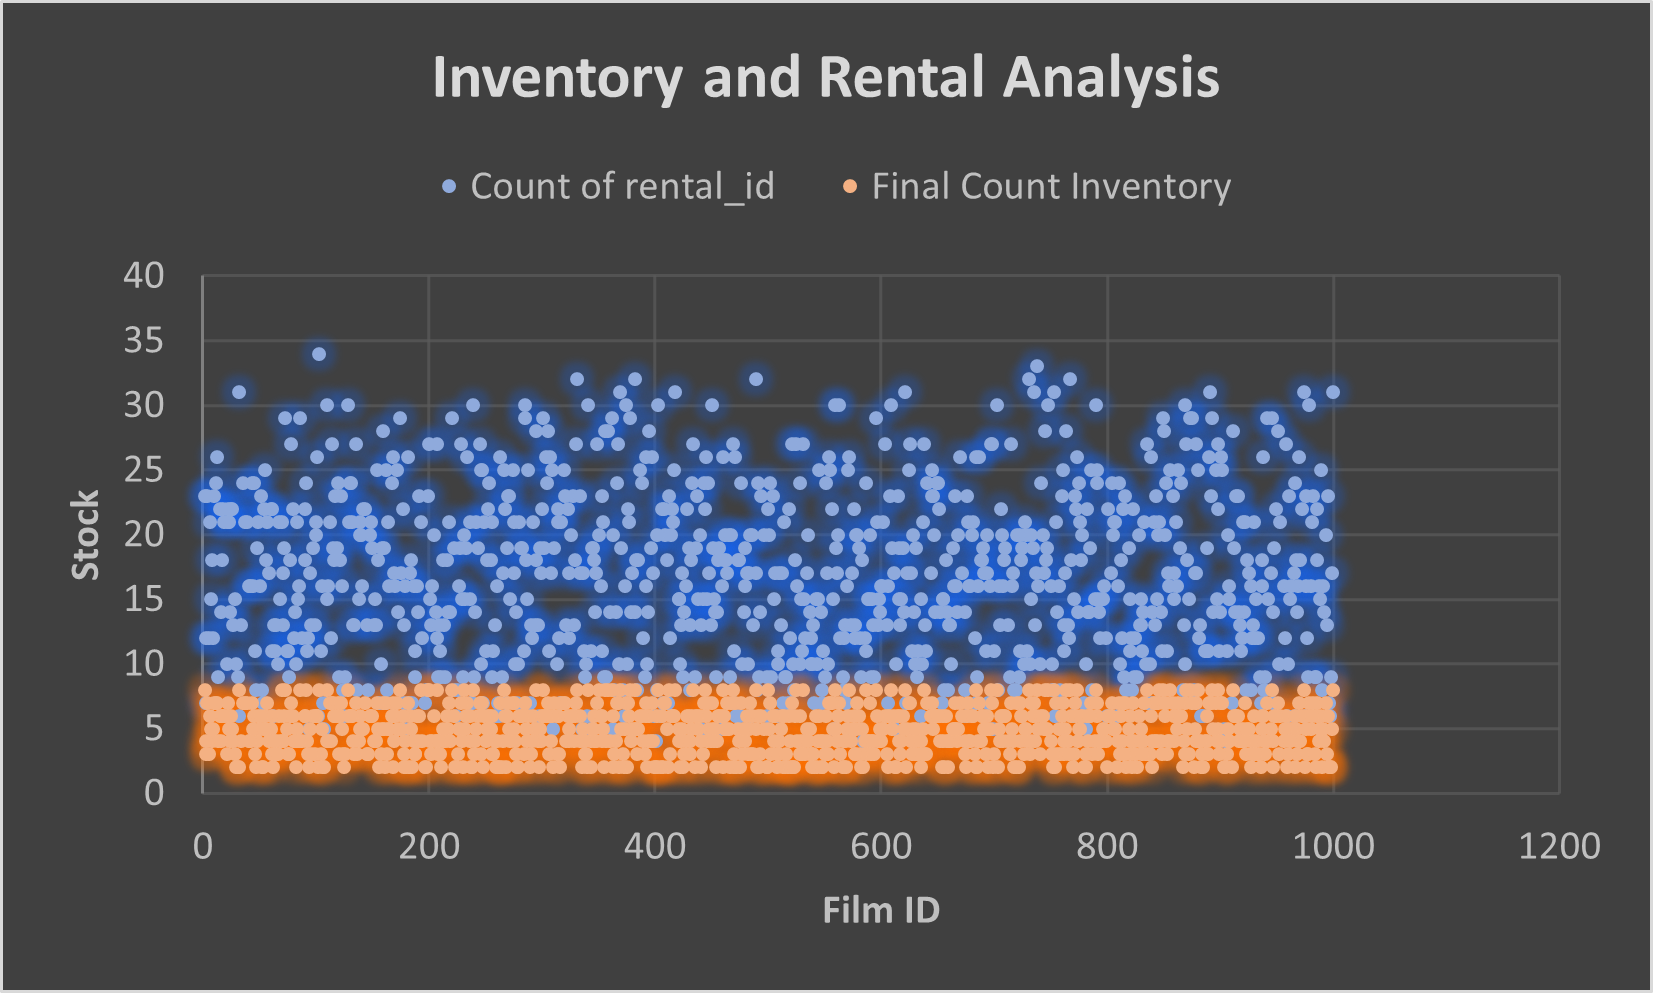 Inventory and Rental Analysis
Count of rental_id
Final Count Inventory
40
35
30
25
20
15
10
5
0
Stock
0 200 400 600 800 1000 1200
Film ID